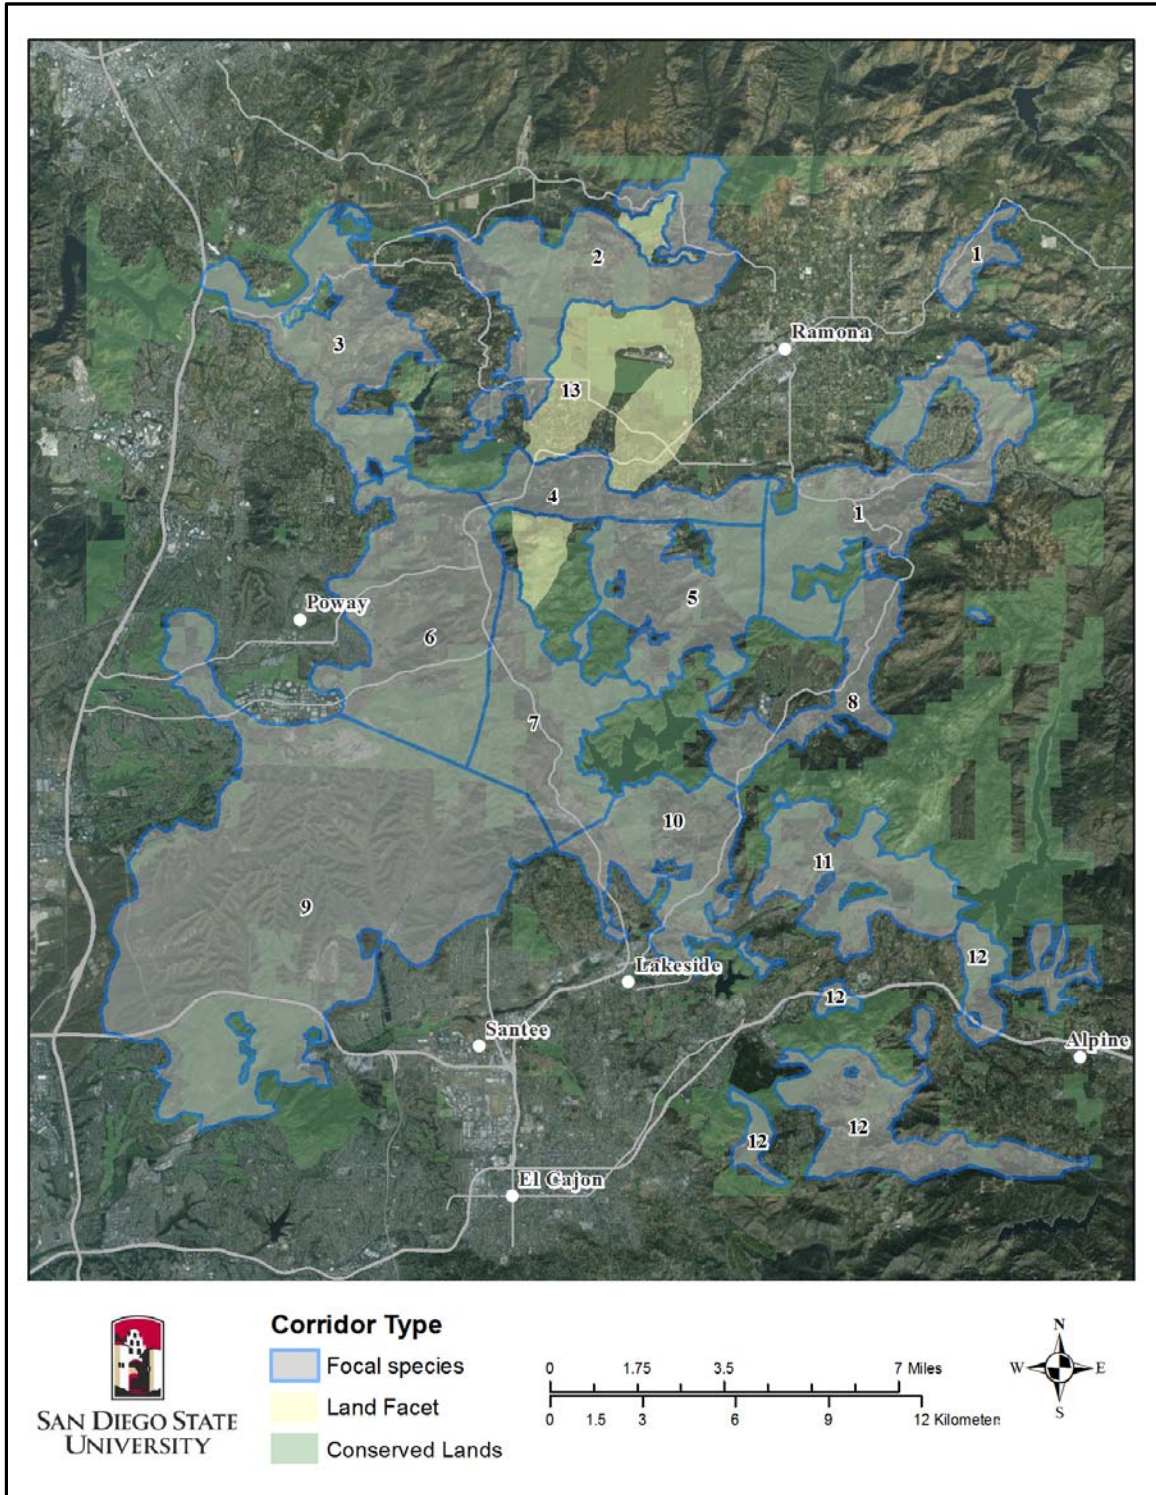 1
2
3
Ramona
13
4
1
5
Poway
6
8
7
10
11
9
12
Lakeside
12
Santee
Alpine
12
12
El Cajon
SAN DIEGO STATE
UNIVERSITY
Corridor Type
Focal species
Land Facet
Conserved Lands
0 1.75 3.5 7 Miles
0 1.5 3 6 9 12 Kilometers
N
W E
S